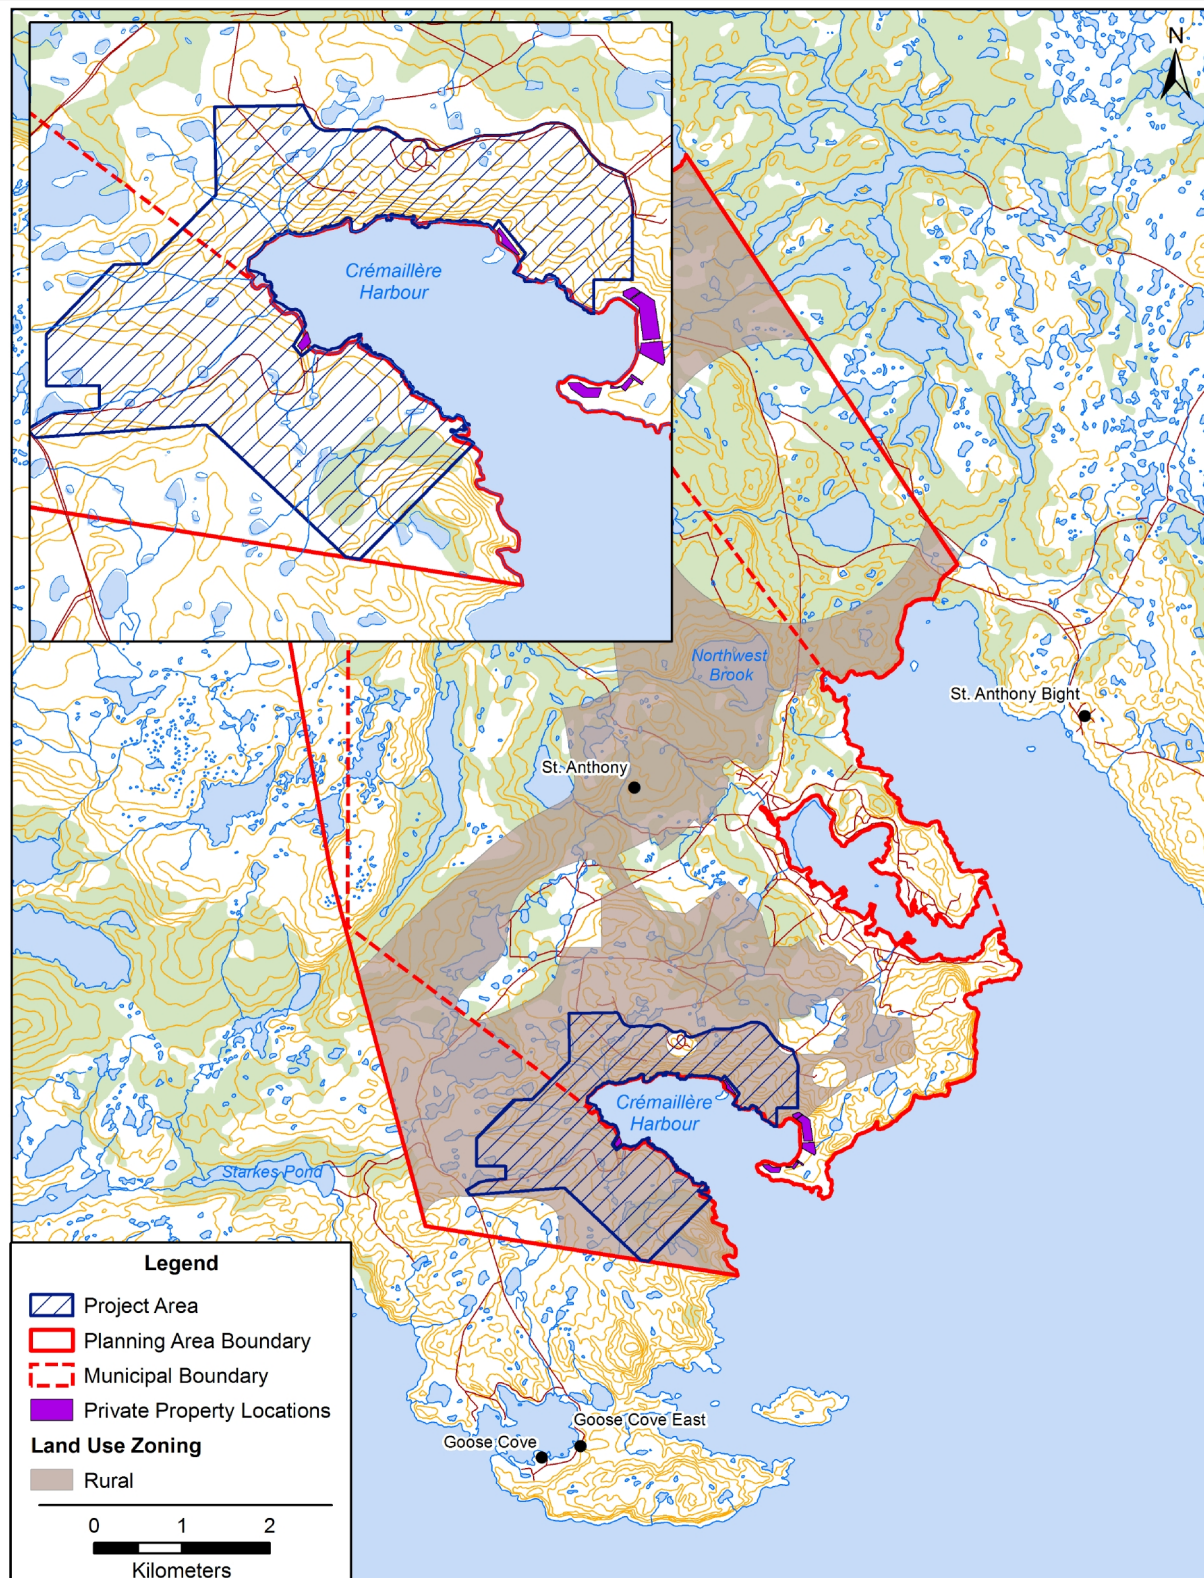 N
Crémaillère
Harbour
Northwest
Brook
St. Anthony Bight
St. Anthony
Crémaillère
Harbour
Starkes Pond
Legend
Project Area
Planning Area Boundary
Municipal Boundary
Private Property Locations
Land Use Zoning
Rural
0 1 2
Kilometers
Goose Cove East
Goose Cove